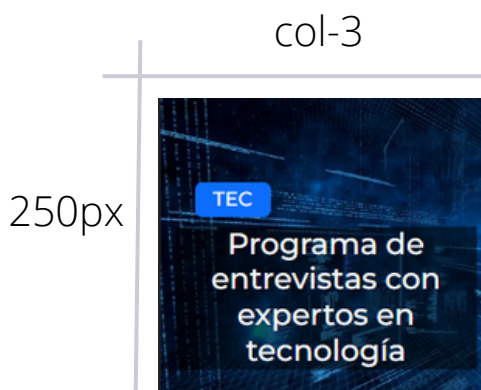 col-3
250px
TEC
Programa de
entrevistas con
expertos en
tecnología